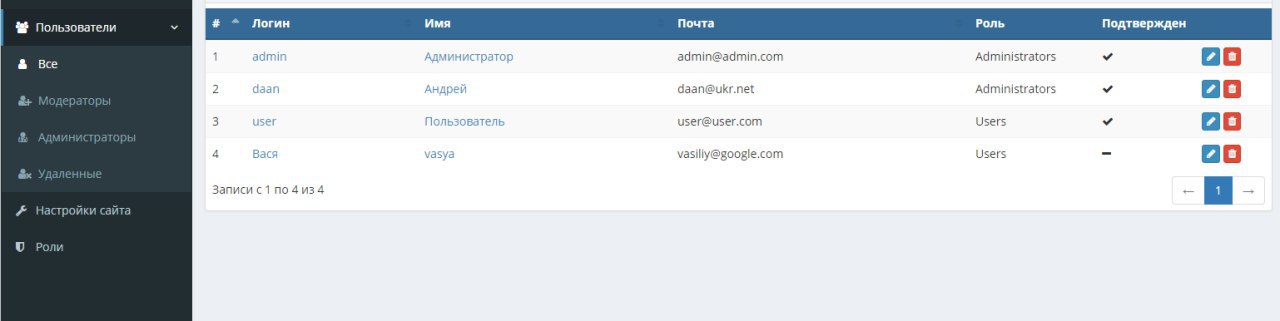 Пользователи
Все
Модераторы
Администраторы
Удаленные
Настройки сайта
Роли
# Логин Имя Почта Роль Подтвержден
1 admin Администратор admin@admin.com Administrators
2 daan Андрей daan@ukr.net Administrators
3 user Пользователь user@user.com Users
4 Вася vasya vasiliy@google.com Users
Записи с 1 по 4 из 4
← 1 →